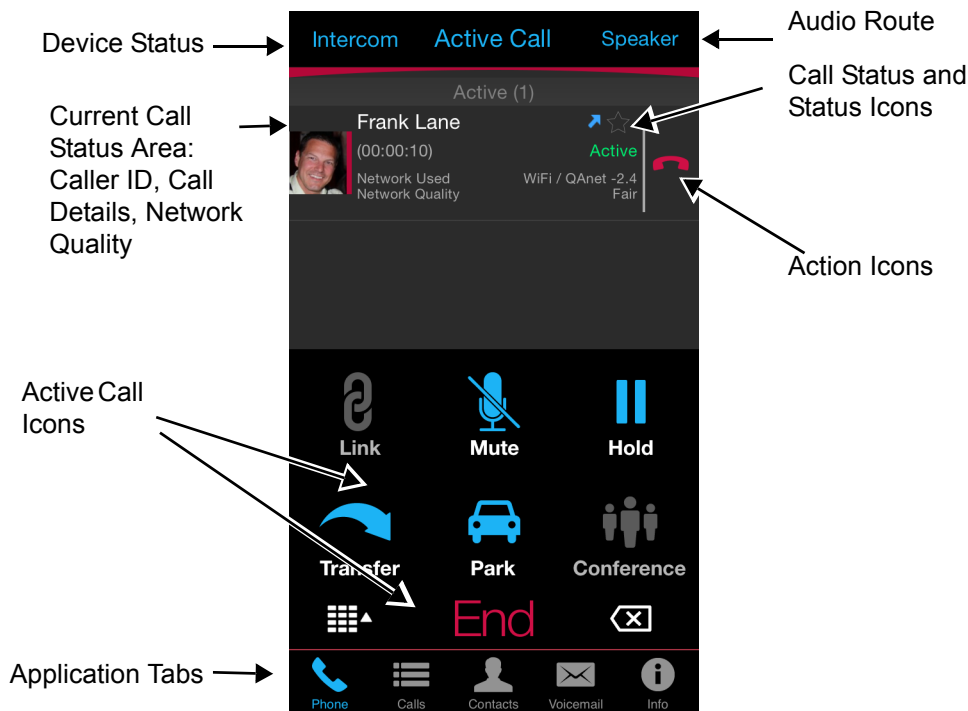 Device Status
Intercom
Active Call
Speaker
Audio Route
Active (1)
Call Status and
Status Icons
Current Call
Status Area:
Caller ID, Call
Details, Network
Quality
Frank Lane
(00:00:10)
Active
Network Used
WiFi / QAnet -2.4
Network Quality
Fair
Action Icons
Active Call
Icons
Link
Mute
Hold
Transfer
Park
Conference
End
Application Tabs
Phone
Calls
Contacts
Voicemail
Info